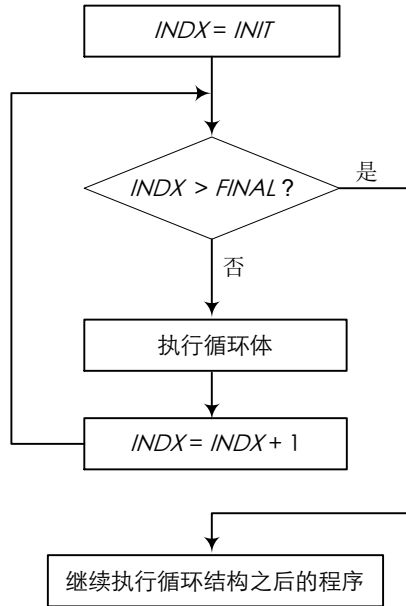 INDX = INIT
INDX > FINAL ?
是
否
执行循环体
INDX = INDX + 1
继续执行循环结构之后的程序